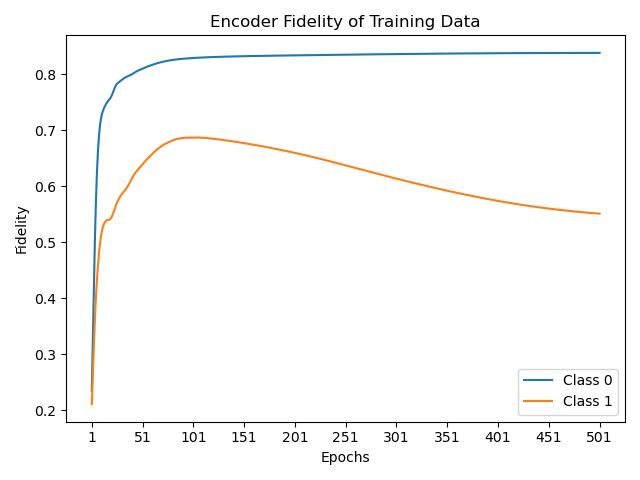 Encoder Fidelity of Training Data
Fidelity
0.8
0.7
0.6
0.5
0.4
0.3
0.2
Class 0
Class 1
1 51 101 151 201 251 301 351 401 451 501
Epochs